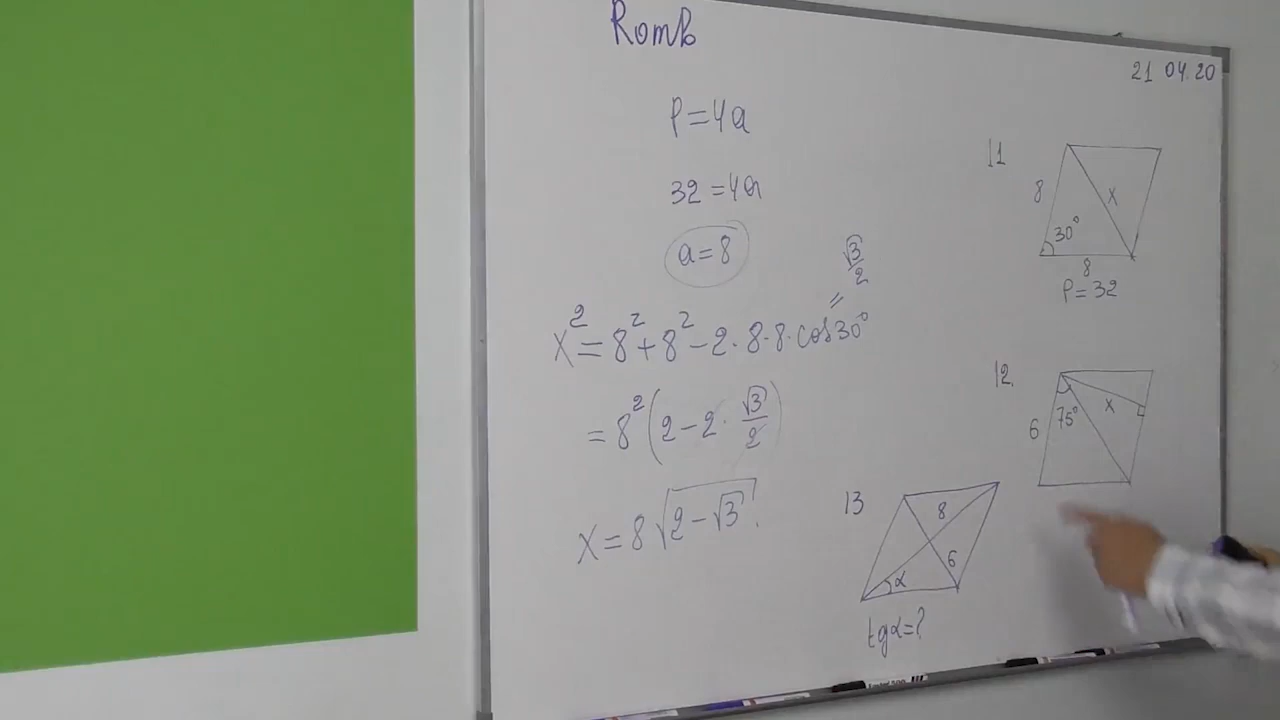 Romb
21 04.20
P=4a
32=4a
a=8
√3/2
=
x²=8²+8²-2·8·8·cos30°
=8²(2-2·√3/2)
x=8√(2-√3).
11
8
x
30°
8
P=32
12.
75°
x
6
13
8
6
α
tgα=?